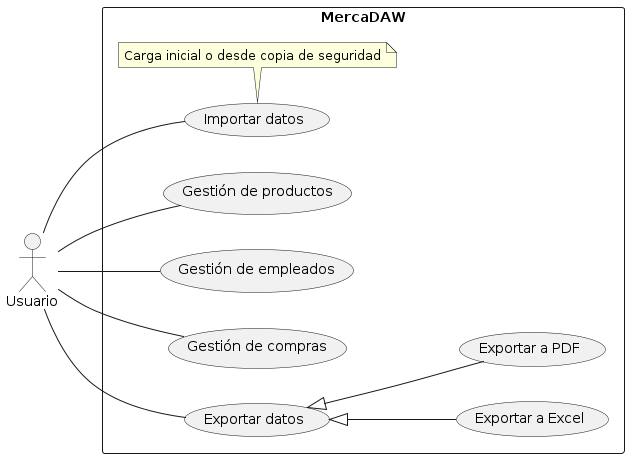 MercaDAW
Carga inicial o desde copia de seguridad
Importar datos
Gestión de productos
Gestión de empleados
Usuario
Gestión de compras
Exportar a PDF
Exportar datos
Exportar a Excel